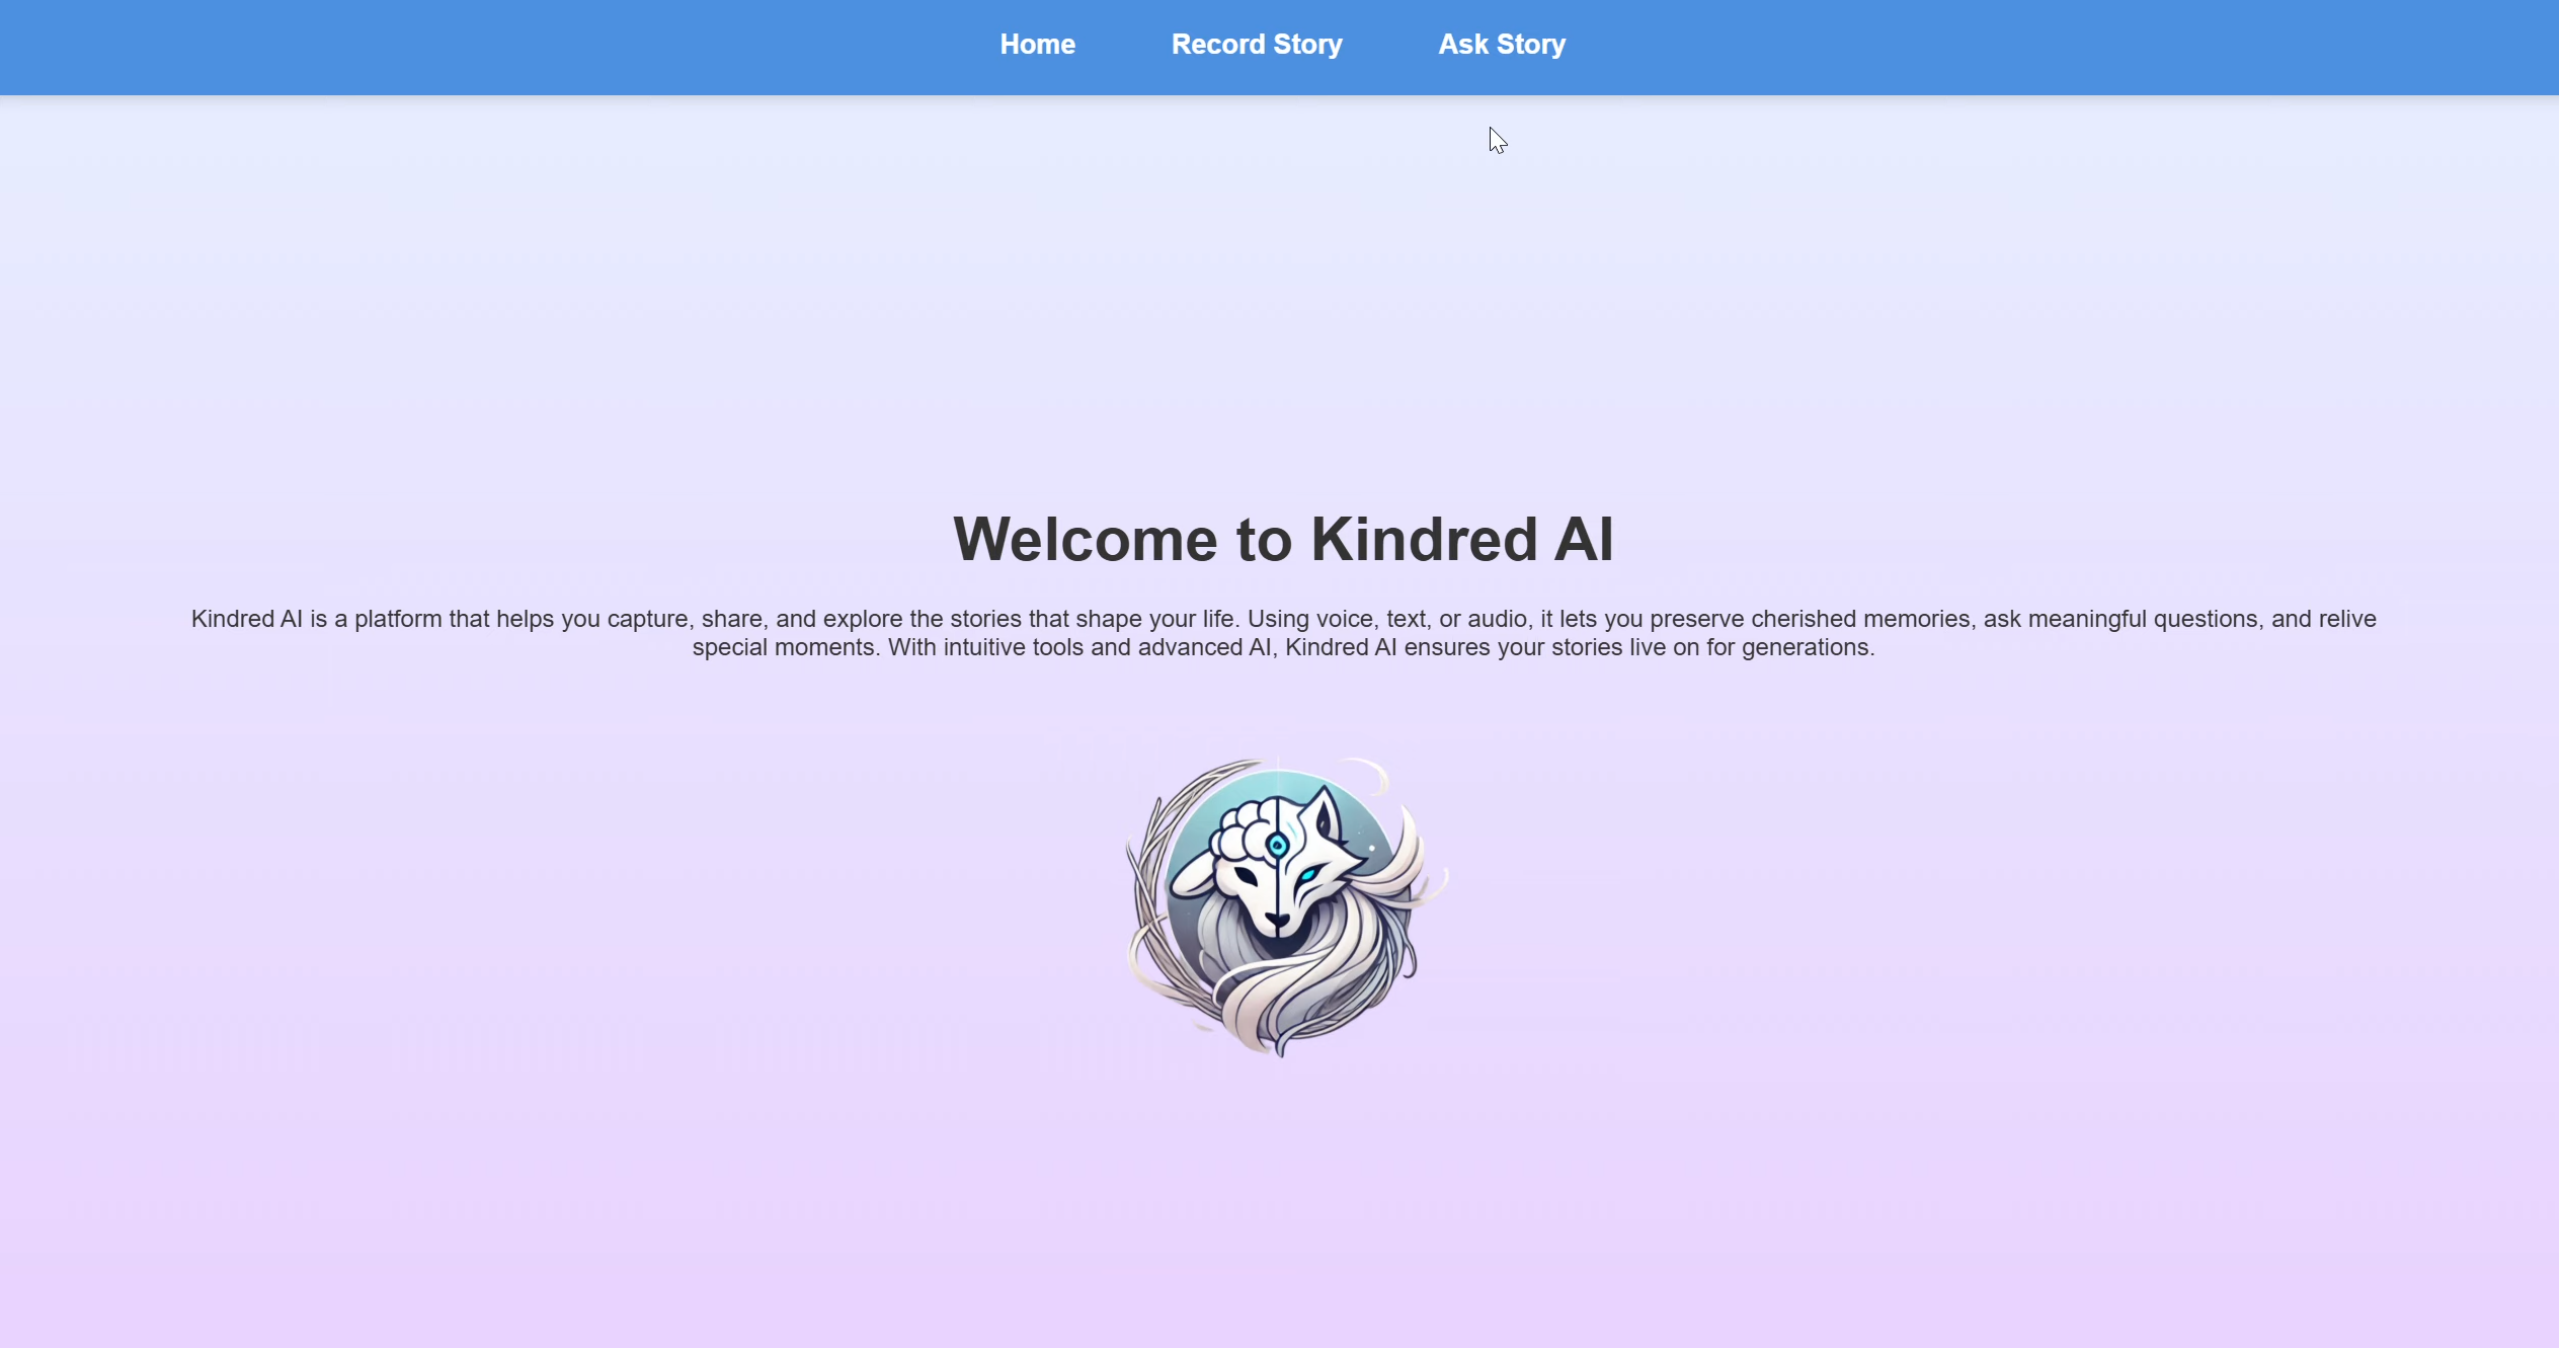 Home Record Story Ask Story
Welcome to Kindred AI
Kindred AI is a platform that helps you capture, share, and explore the stories that shape your life. Using voice, text, or audio, it lets you preserve cherished memories, ask meaningful questions, and relive
special moments. With intuitive tools and advanced AI, Kindred AI ensures your stories live on for generations.